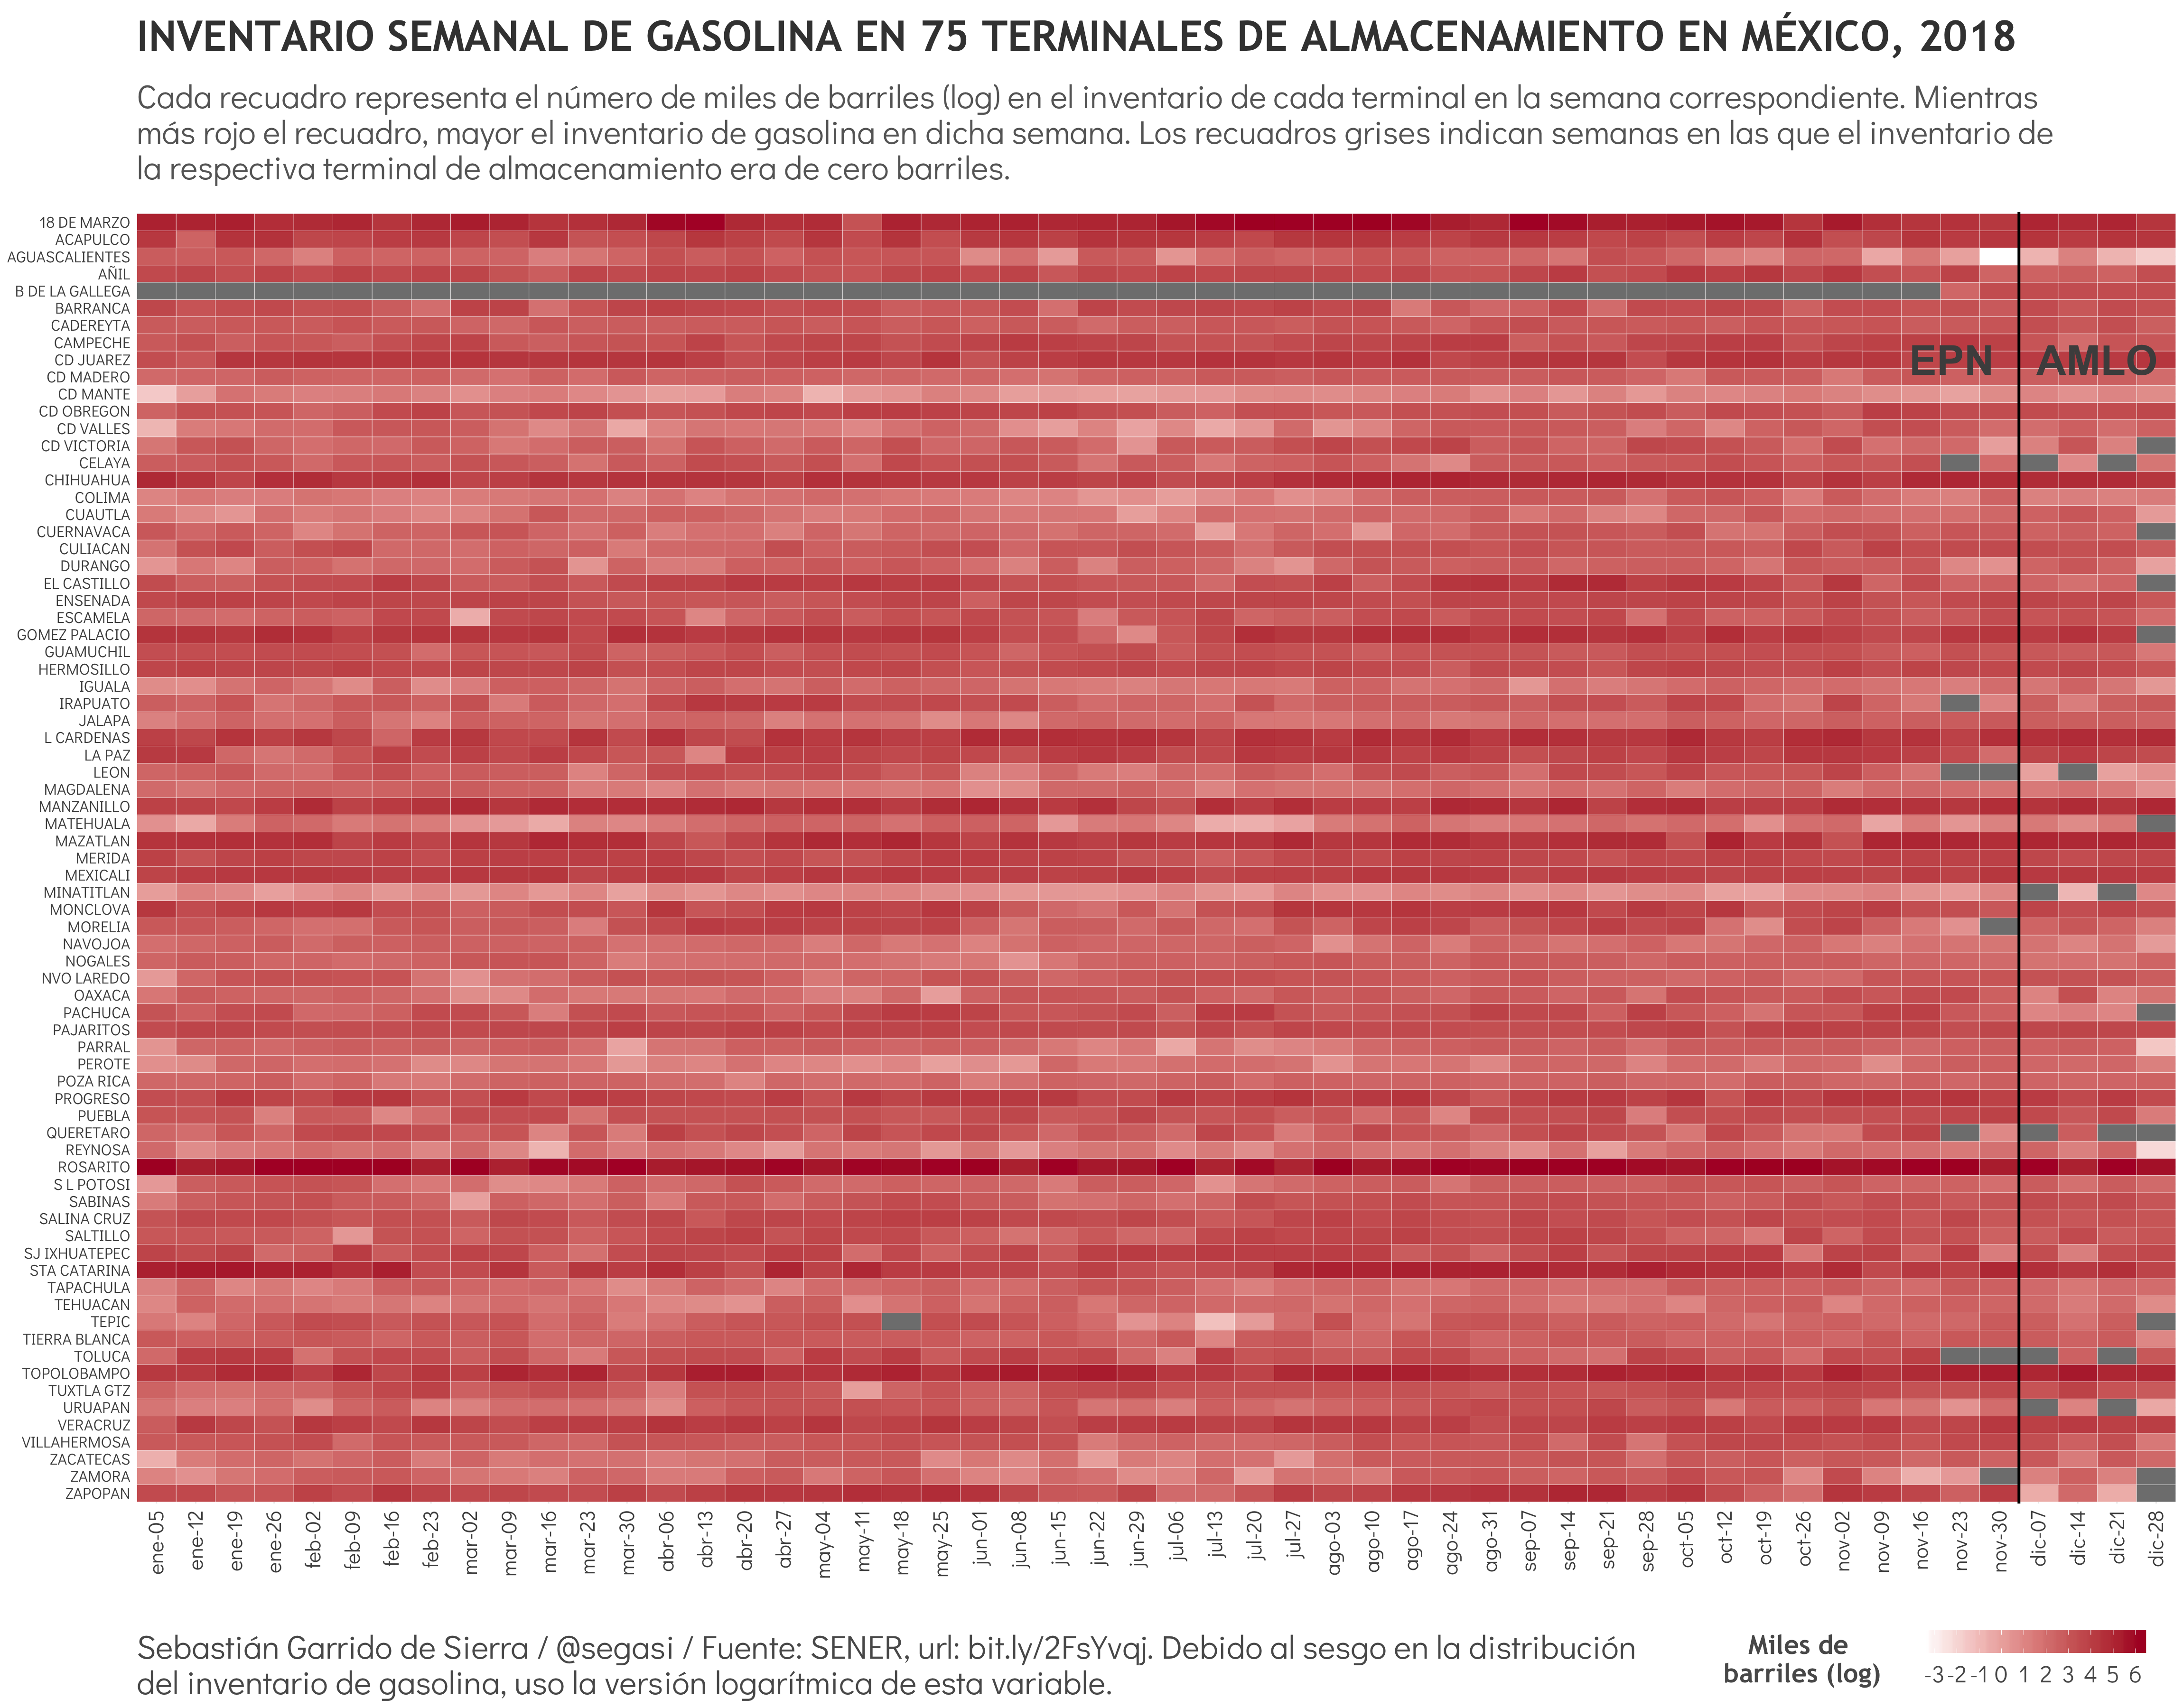 INVENTARIO SEMANAL DE GASOLINA EN 75 TERMINALES DE ALMACENAMIENTO EN MÉXICO, 2018
Cada recuadro representa el número de miles de barriles (log) en el inventario de cada terminal en la semana correspondiente. Mientras
más rojo el recuadro, mayor el inventario de gasolina en dicha semana. Los recuadros grises indican semanas en las que el inventario de
la respectiva terminal de almacenamiento era de cero barriles.
18 DE MARZO
ACAPULCO
AGUASCALIENTES
AÑIL
B DE LA GALLEGA
BARRANCA
CADEREYTA
CAMPECHE
CD JUAREZ
EPN AMLO
CD MADERO
CD MANTE
CD OBREGON
CD VALLES
CD VICTORIA
CELAYA
CHIHUAHUA
COLIMA
CUAUTLA
CUERNAVACA
CULIACAN
DURANGO
EL CASTILLO
ENSENADA
ESCAMELA
GOMEZ PALACIO
GUAMUCHIL
HERMOSILLO
IGUALA
IRAPUATO
JALAPA
L CARDENAS
LA PAZ
LEON
MAGDALENA
MANZANILLO
MATEHUALA
MAZATLAN
MERIDA
MEXICALI
MINATITLAN
MONCLOVA
MORELIA
NAVOJOA
NOGALES
NVO LAREDO
OAXACA
PACHUCA
PAJARITOS
PARRAL
PEROTE
POZA RICA
PROGRESO
PUEBLA
QUERETARO
REYNOSA
ROSARITO
S L POTOSI
SABINAS
SALINA CRUZ
SALTILLO
SJ IXHUATEPEC
STA CATARINA
TAPACHULA
TEHUACAN
TEPIC
TIERRA BLANCA
TOLUCA
TOPOLOBAMPO
TUXTLA GTZ
URUAPAN
VERACRUZ
VILLAHERMOSA
ZACATECAS
ZAMORA
ZAPOPAN
ene-05 ene-12 ene-19 ene-26 feb-02 feb-09 feb-16 feb-23 mar-02 mar-09 mar-16 mar-23 mar-30 abr-06 abr-13 abr-20 abr-27 may-04 may-11 may-18 may-25 jun-01 jun-08 jun-15 jun-22 jun-29 jul-06 jul-13 jul-20 jul-27 ago-03 ago-10 ago-17 ago-24 ago-31 sep-07 sep-14 sep-21 sep-28 oct-05 oct-12 oct-19 oct-26 nov-02 nov-09 nov-16 nov-23 nov-30 dic-07 dic-14 dic-21 dic-28
Sebastián Garrido de Sierra / @segasi / Fuente: SENER, url: bit.ly/2FsYvqj. Debido al sesgo en la distribución
del inventario de gasolina, uso la versión logarítmica de esta variable.
Miles de
barriles (log)
-3 -2 -1 0 1 2 3 4 5 6